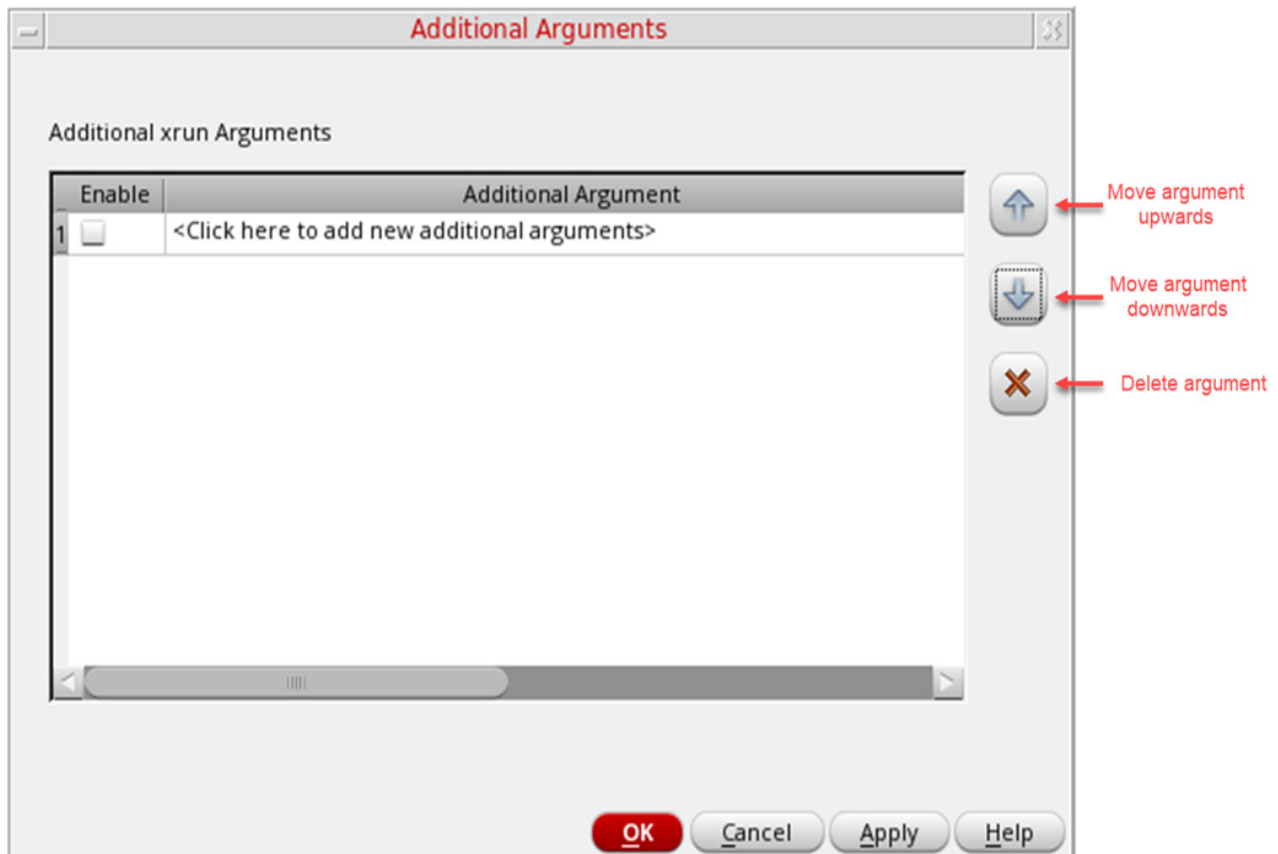 Additional Arguments
Additional xrun Arguments
Enable Additional Argument
1 <Click here to add new additional arguments>
Move argument
upwards
Move argument
downwards
Delete argument
OK Cancel Apply Help